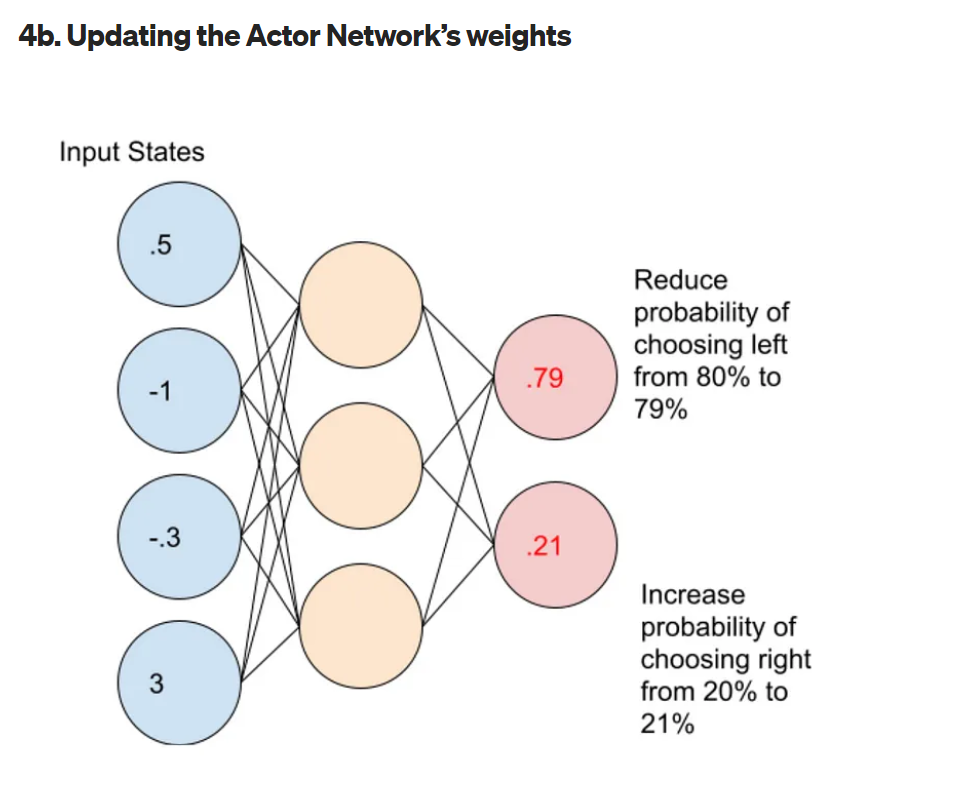 4b. Updating the Actor Network’s weights
Input States
.5
-1
-.3
3
.79
.21
Reduce
probability of
choosing left
from 80% to
79%
Increase
probability of
choosing right
from 20% to
21%